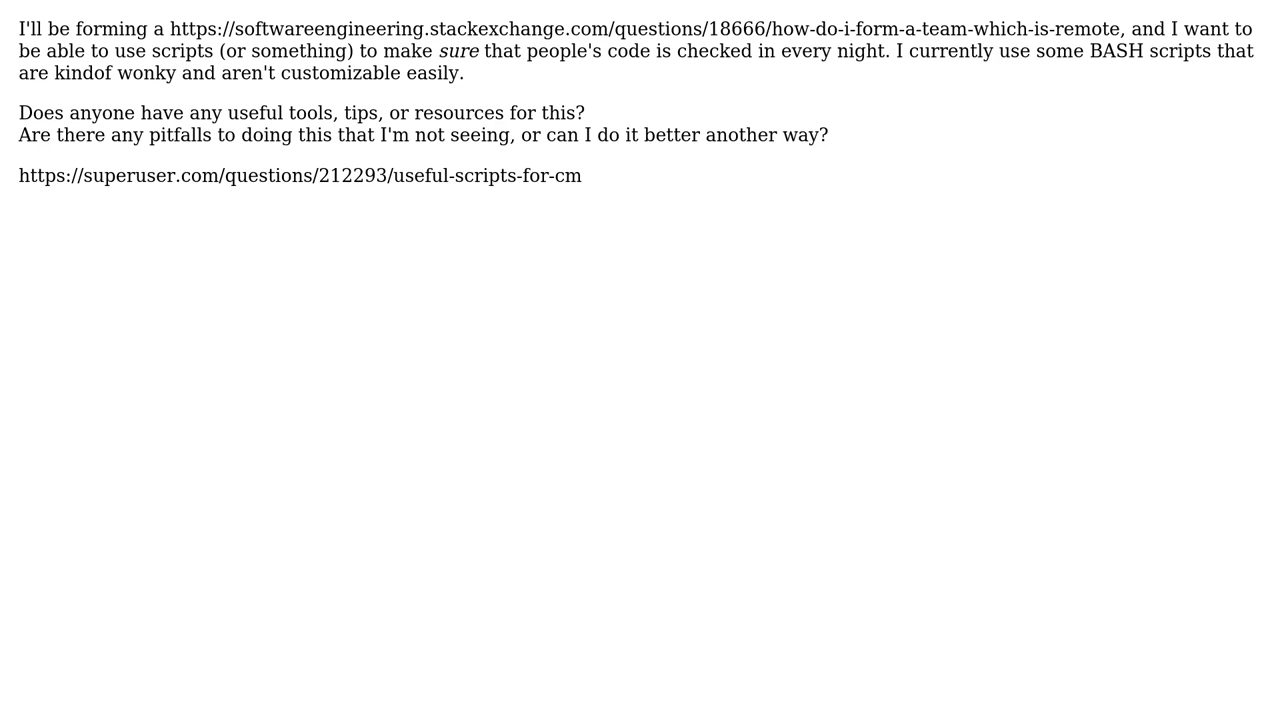 I'll be forming a https://softwareengineering.stackexchange.com/questions/18666/how-do-i-form-a-team-which-is-remote, and I want to
be able to use scripts (or something) to make sure that people's code is checked in every night. I currently use some BASH scripts that
are kindof wonky and aren't customizable easily.
Does anyone have any useful tools, tips, or resources for this?
Are there any pitfalls to doing this that I'm not seeing, or can I do it better another way?
https://superuser.com/questions/212293/useful-scripts-for-cm